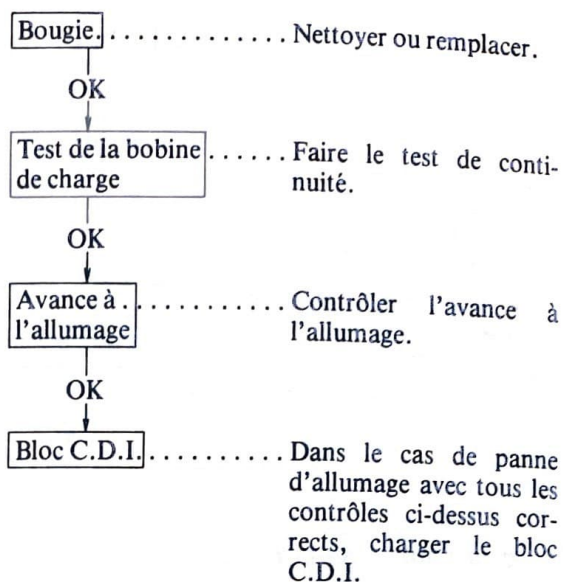 Bougie. . . . . . . . . . . . . . Nettoyer ou remplacer.
OK
Test de la bobine . . . . . . Faire le test de conti-
de charge nuité.
OK
Avance à . . . . . . . . . . . . Contrôler l'avance à
l'allumage l'allumage.
OK
Bloc C.D.I. . . . . . . . . . . Dans le cas de panne
d'allumage avec tous les
contrôles ci-dessus cor-
rects, charger le bloc
C.D.I.